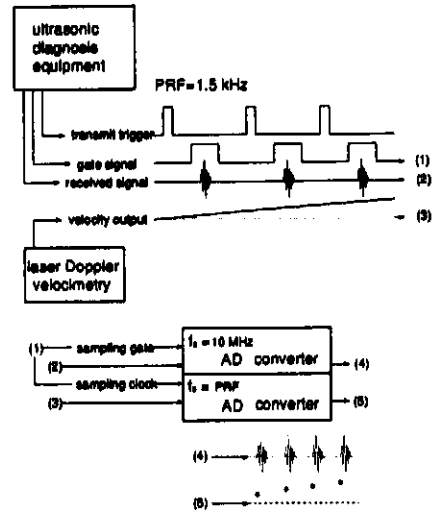 ultrasonic
diagnosis
equipment
PRF=1.5 kHz
transmit trigger
gate signal
(1)
received signal
(2)
velocity output
(3)
laser Doppler
velocimetry
(1)
sampling gate
fs = 10 MHz
(2)
AD converter
(4)
sampling clock
fs = PRF
(3)
AD converter
(5)
(4)
(5)